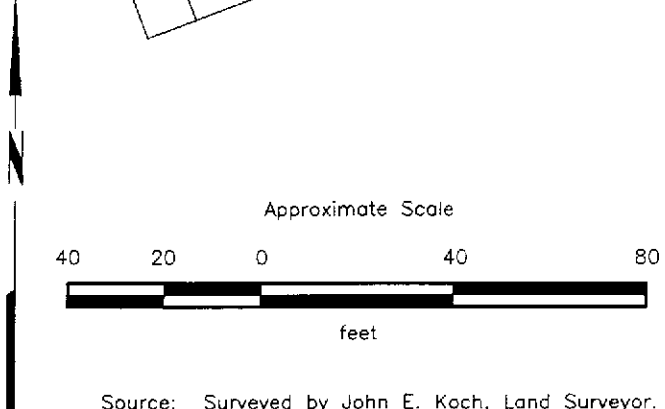 N
Approximate Scale
40 20 0 40 80
feet
Source: Surveyed by John E. Koch, Land Surveyor.